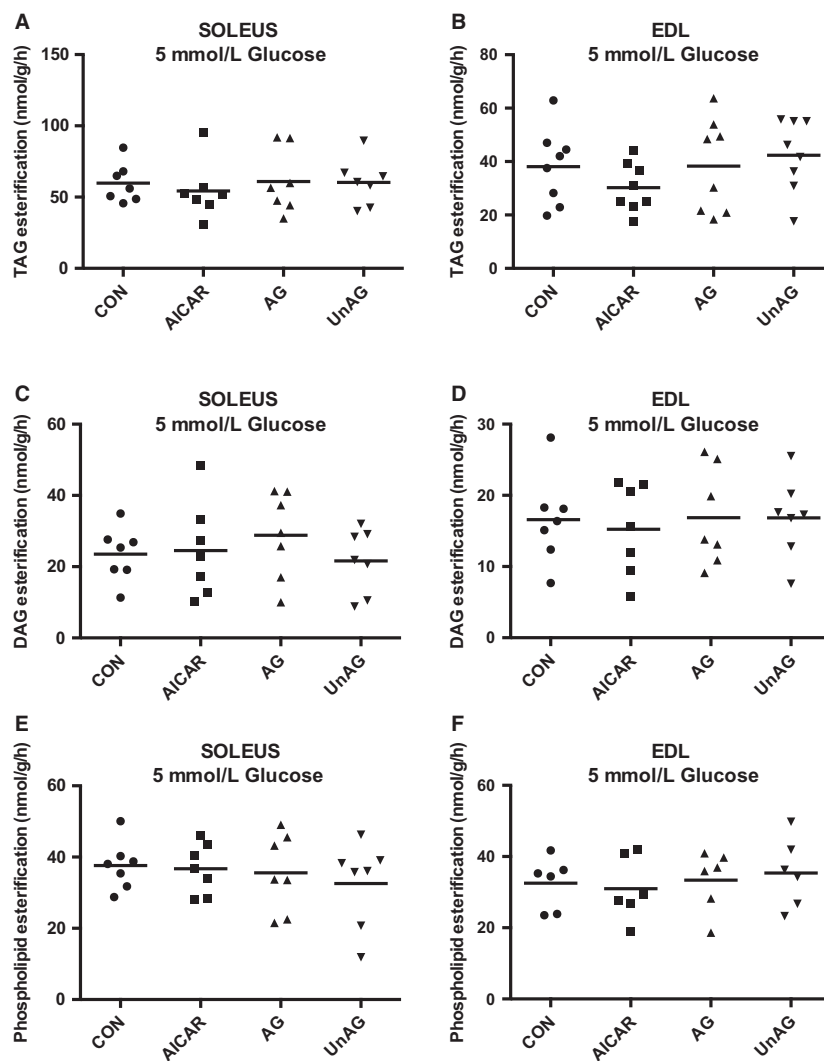 A
SOLEUS
5 mmol/L Glucose
TAG esterification (nmol/g/h)
150
100
50
0
CON
AICAR
AG
UnAG
B
EDL
5 mmol/L Glucose
TAG esterification (nmol/g/h)
80
60
40
20
0
CON
AICAR
AG
UnAG
C
SOLEUS
5 mmol/L Glucose
DAG esterification (nmol/g/h)
60
40
20
0
CON
AICAR
AG
UnAG
D
EDL
5 mmol/L Glucose
DAG esterification (nmol/g/h)
30
20
10
0
CON
AICAR
AG
UnAG
E
SOLEUS
5 mmol/L Glucose
Phospholipid esterification (nmol/g/h)
60
40
20
0
CON
AICAR
AG
UnAG
F
EDL
5 mmol/L Glucose
Phospholipid esterification (nmol/g/h)
60
40
20
0
CON
AICAR
AG
UnAG